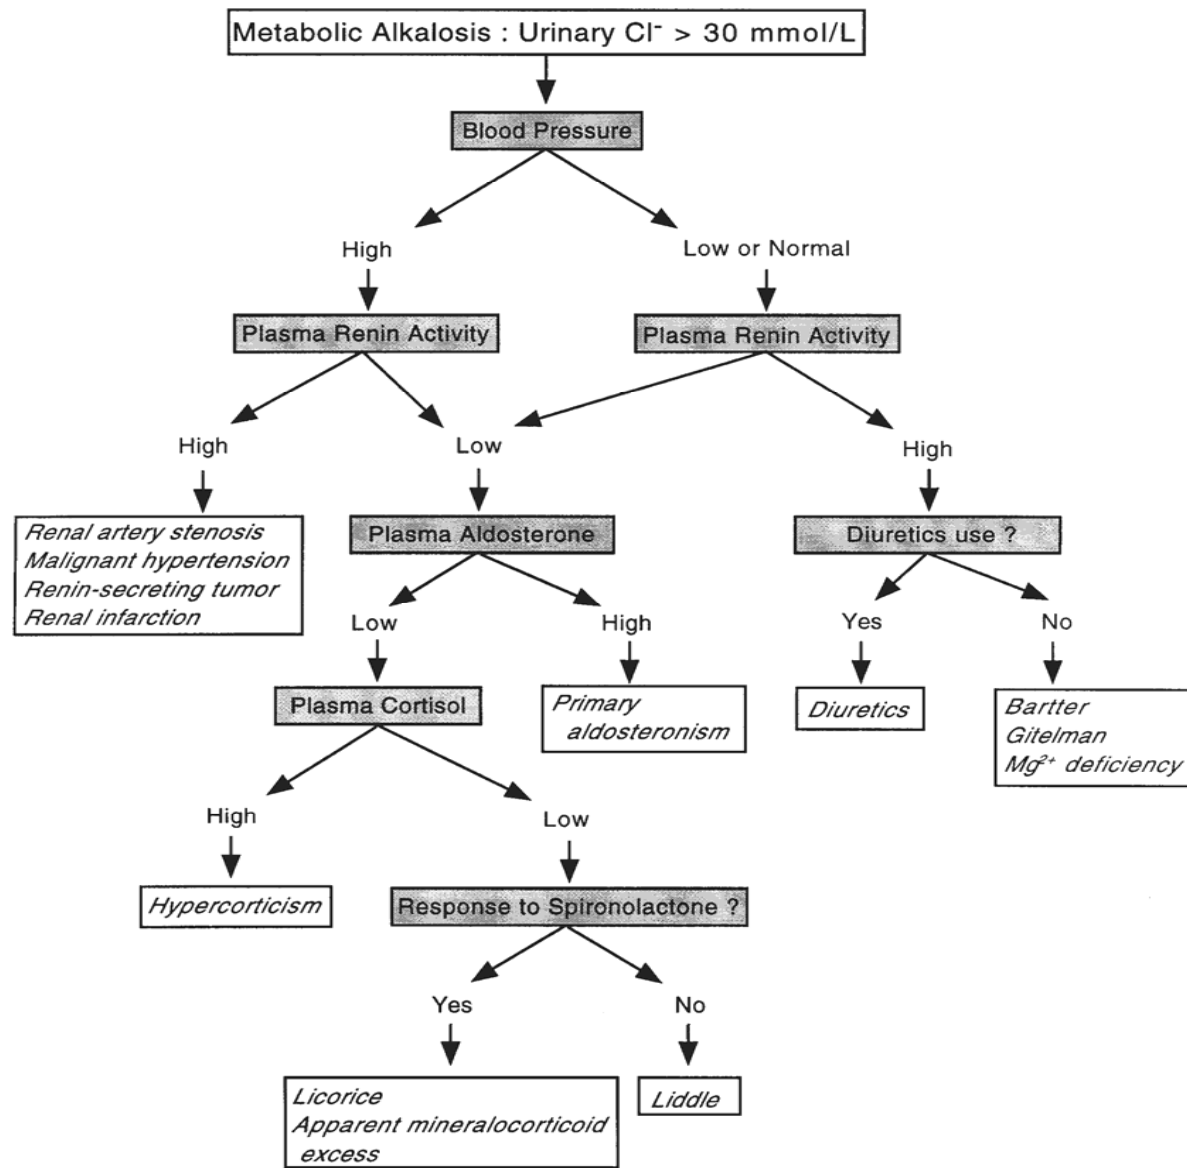 Metabolic Alkalosis : Urinary Cl⁻ > 30 mmol/L
Blood Pressure
High
Low or Normal
Plasma Renin Activity
Plasma Renin Activity
High
Low
High
Renal artery stenosis
Malignant hypertension
Renin-secreting tumor
Renal infarction
Plasma Aldosterone
Diuretics use ?
Low
High
Yes
No
Plasma Cortisol
Primary
aldosteronism
Diuretics
Bartter
Gitelman
Mg²⁺ deficiency
High
Low
Hypercorticism
Response to Spironolactone ?
Yes
No
Licorice
Apparent mineralocorticoid
excess
Liddle